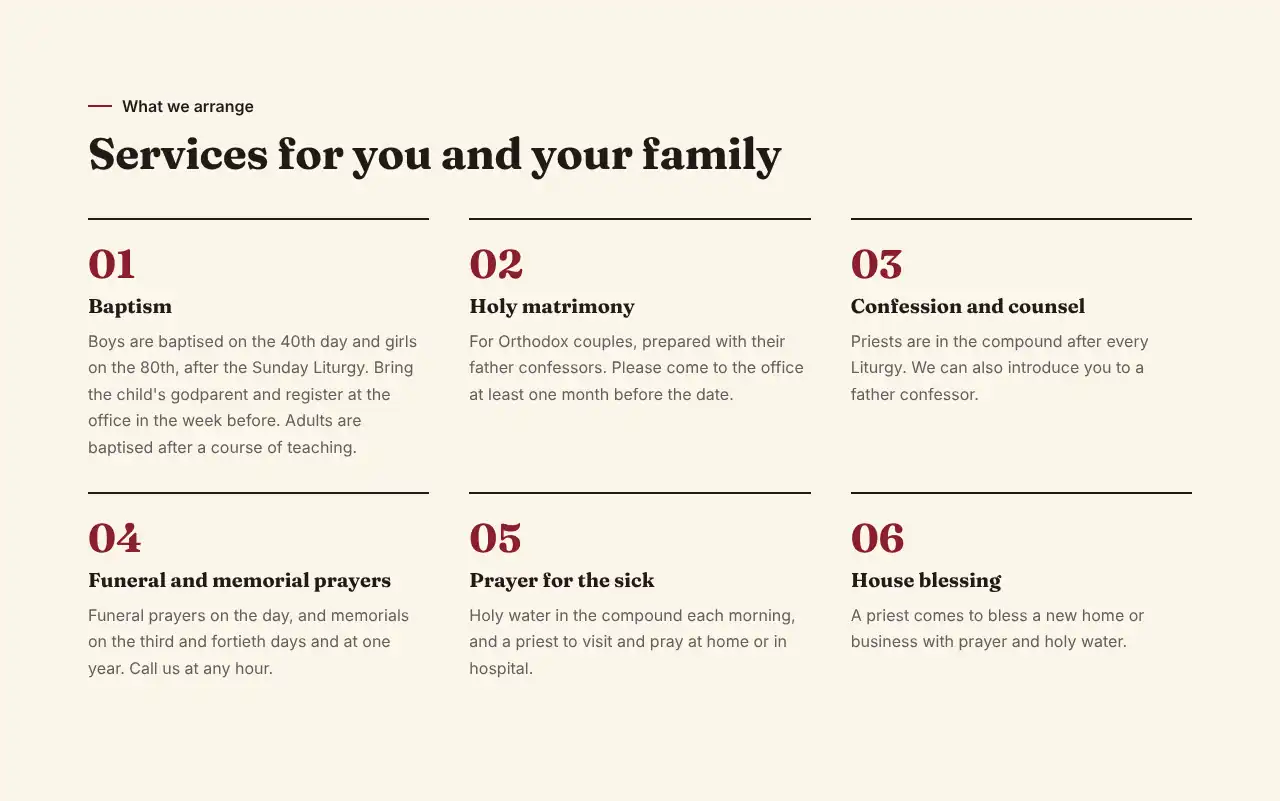 What we arrange
Services for you and your family
01
Baptism
Boys are baptised on the 40th day and girls
on the 80th, after the Sunday Liturgy. Bring
the child's godparent and register at the
office in the week before. Adults are
baptised after a course of teaching.
02
Holy matrimony
For Orthodox couples, prepared with their
father confessors. Please come to the office
at least one month before the date.
03
Confession and counsel
Priests are in the compound after every
Liturgy. We can also introduce you to a
father confessor.
04
Funeral and memorial prayers
Funeral prayers on the day, and memorials
on the third and fortieth days and at one
year. Call us at any hour.
05
Prayer for the sick
Holy water in the compound each morning,
and a priest to visit and pray at home or in
hospital.
06
House blessing
A priest comes to bless a new home or
business with prayer and holy water.